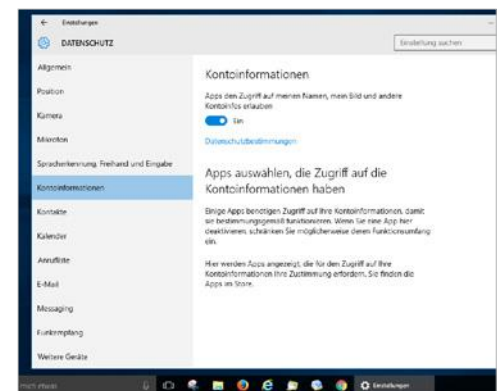 Einstellungen
DATENSCHUTZ
Einstellung suchen
Allgemein
Position
Kamera
Mikrofon
Spracherkennung, Freihand und Eingabe
Kontoinformationen
Kontakte
Kalender
Anrufliste
E-Mail
Messaging
Funkempfang
Weitere Geräte
Kontoinformationen
Apps den Zugriff auf meinen Namen, mein Bild und andere
Kontoinfos erlauben
Ein
Datenschutzbestimmungen
Apps auswählen, die Zugriff auf die
Kontoinformationen haben
Einige Apps benötigen Zugriff auf Ihre Kontoinformationen, damit
sie bestimmungsgemäß funktionieren. Wenn Sie eine App hier
deaktivieren, schränken Sie möglicherweise deren Funktionsumfang
ein.
Hier werden Apps angezeigt, die für den Zugriff auf Ihre
Kontoinformationen Ihre Zustimmung erfordern. Sie finden die
Apps im Store.
mich etwas
Einstellungen